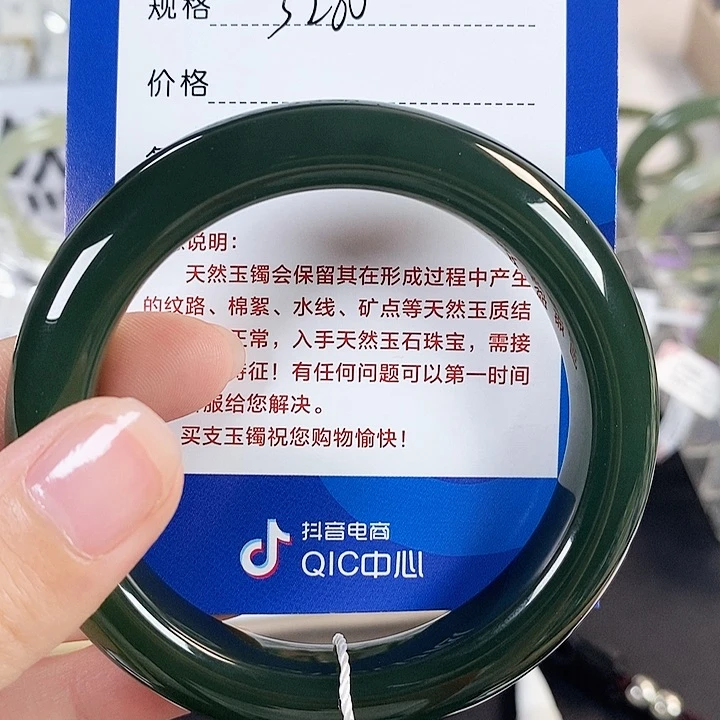 规格 5200
价格
说明：
天然玉镯会保留其在形成过程中产生
的纹路、棉絮、水线、矿点等天然玉质结
正常，入手天然玉石珠宝，需接
特征！有任何问题可以第一时间
服给您解决。
买支玉镯祝您购物愉快！
抖音电商
QIC中心